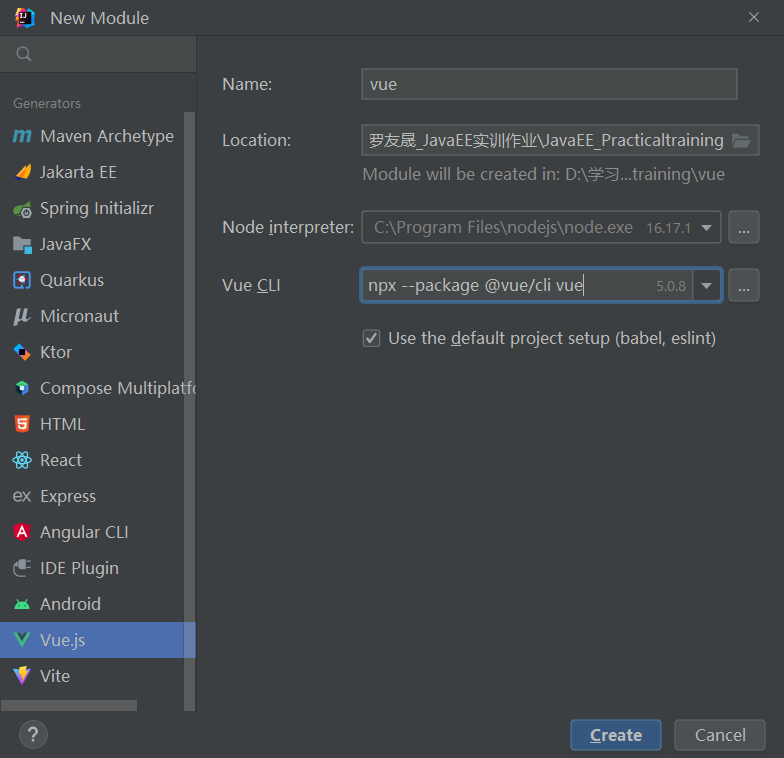 New Module
Generators
Maven Archetype
Jakarta EE
Spring Initializr
JavaFX
Quarkus
Micronaut
Ktor
Compose Multiplatfo
HTML
React
ex Express
Angular CLI
IDE Plugin
Android
Vue.js
Vite
Name: vue
Location: 罗友晟_JavaEE实训作业\JavaEE_Practicaltraining
Module will be created in: D:\学习...training\vue
Node interpreter: C:\Program Files\nodejs\node.exe 16.17.1 ...
Vue CLI npx --package @vue/cli vue 5.0.8 ...
Use the default project setup (babel, eslint)
? Create Cancel